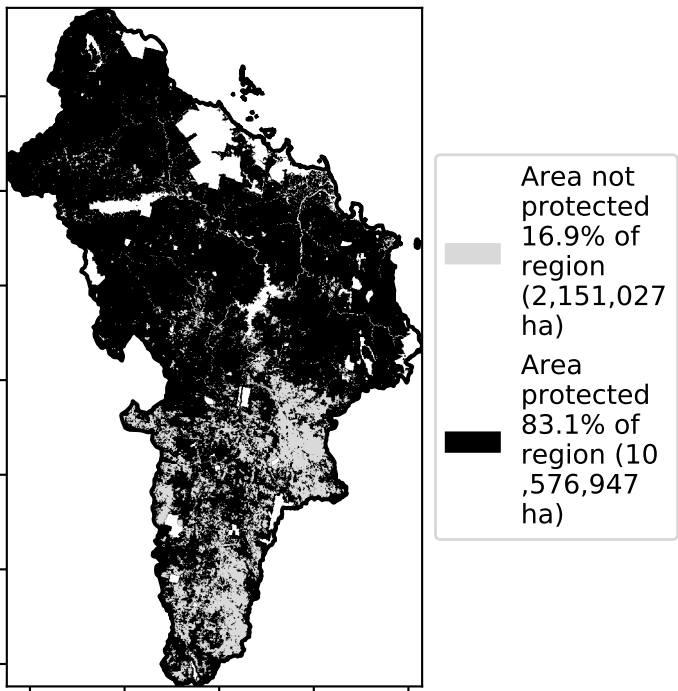 Area not
protected
16.9% of
region
(2,151,027
ha)
Area
protected
83.1% of
region (10
,576,947
ha)